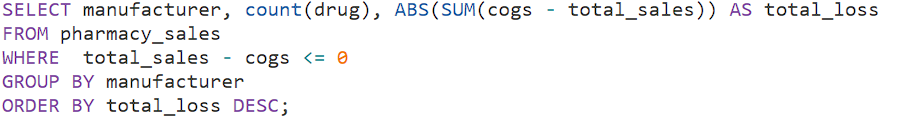 SELECT manufacturer, count(drug), ABS(SUM(cogs - total_sales)) AS total_loss
FROM pharmacy_sales
WHERE  total_sales - cogs <= 0
GROUP BY manufacturer
ORDER BY total_loss DESC;